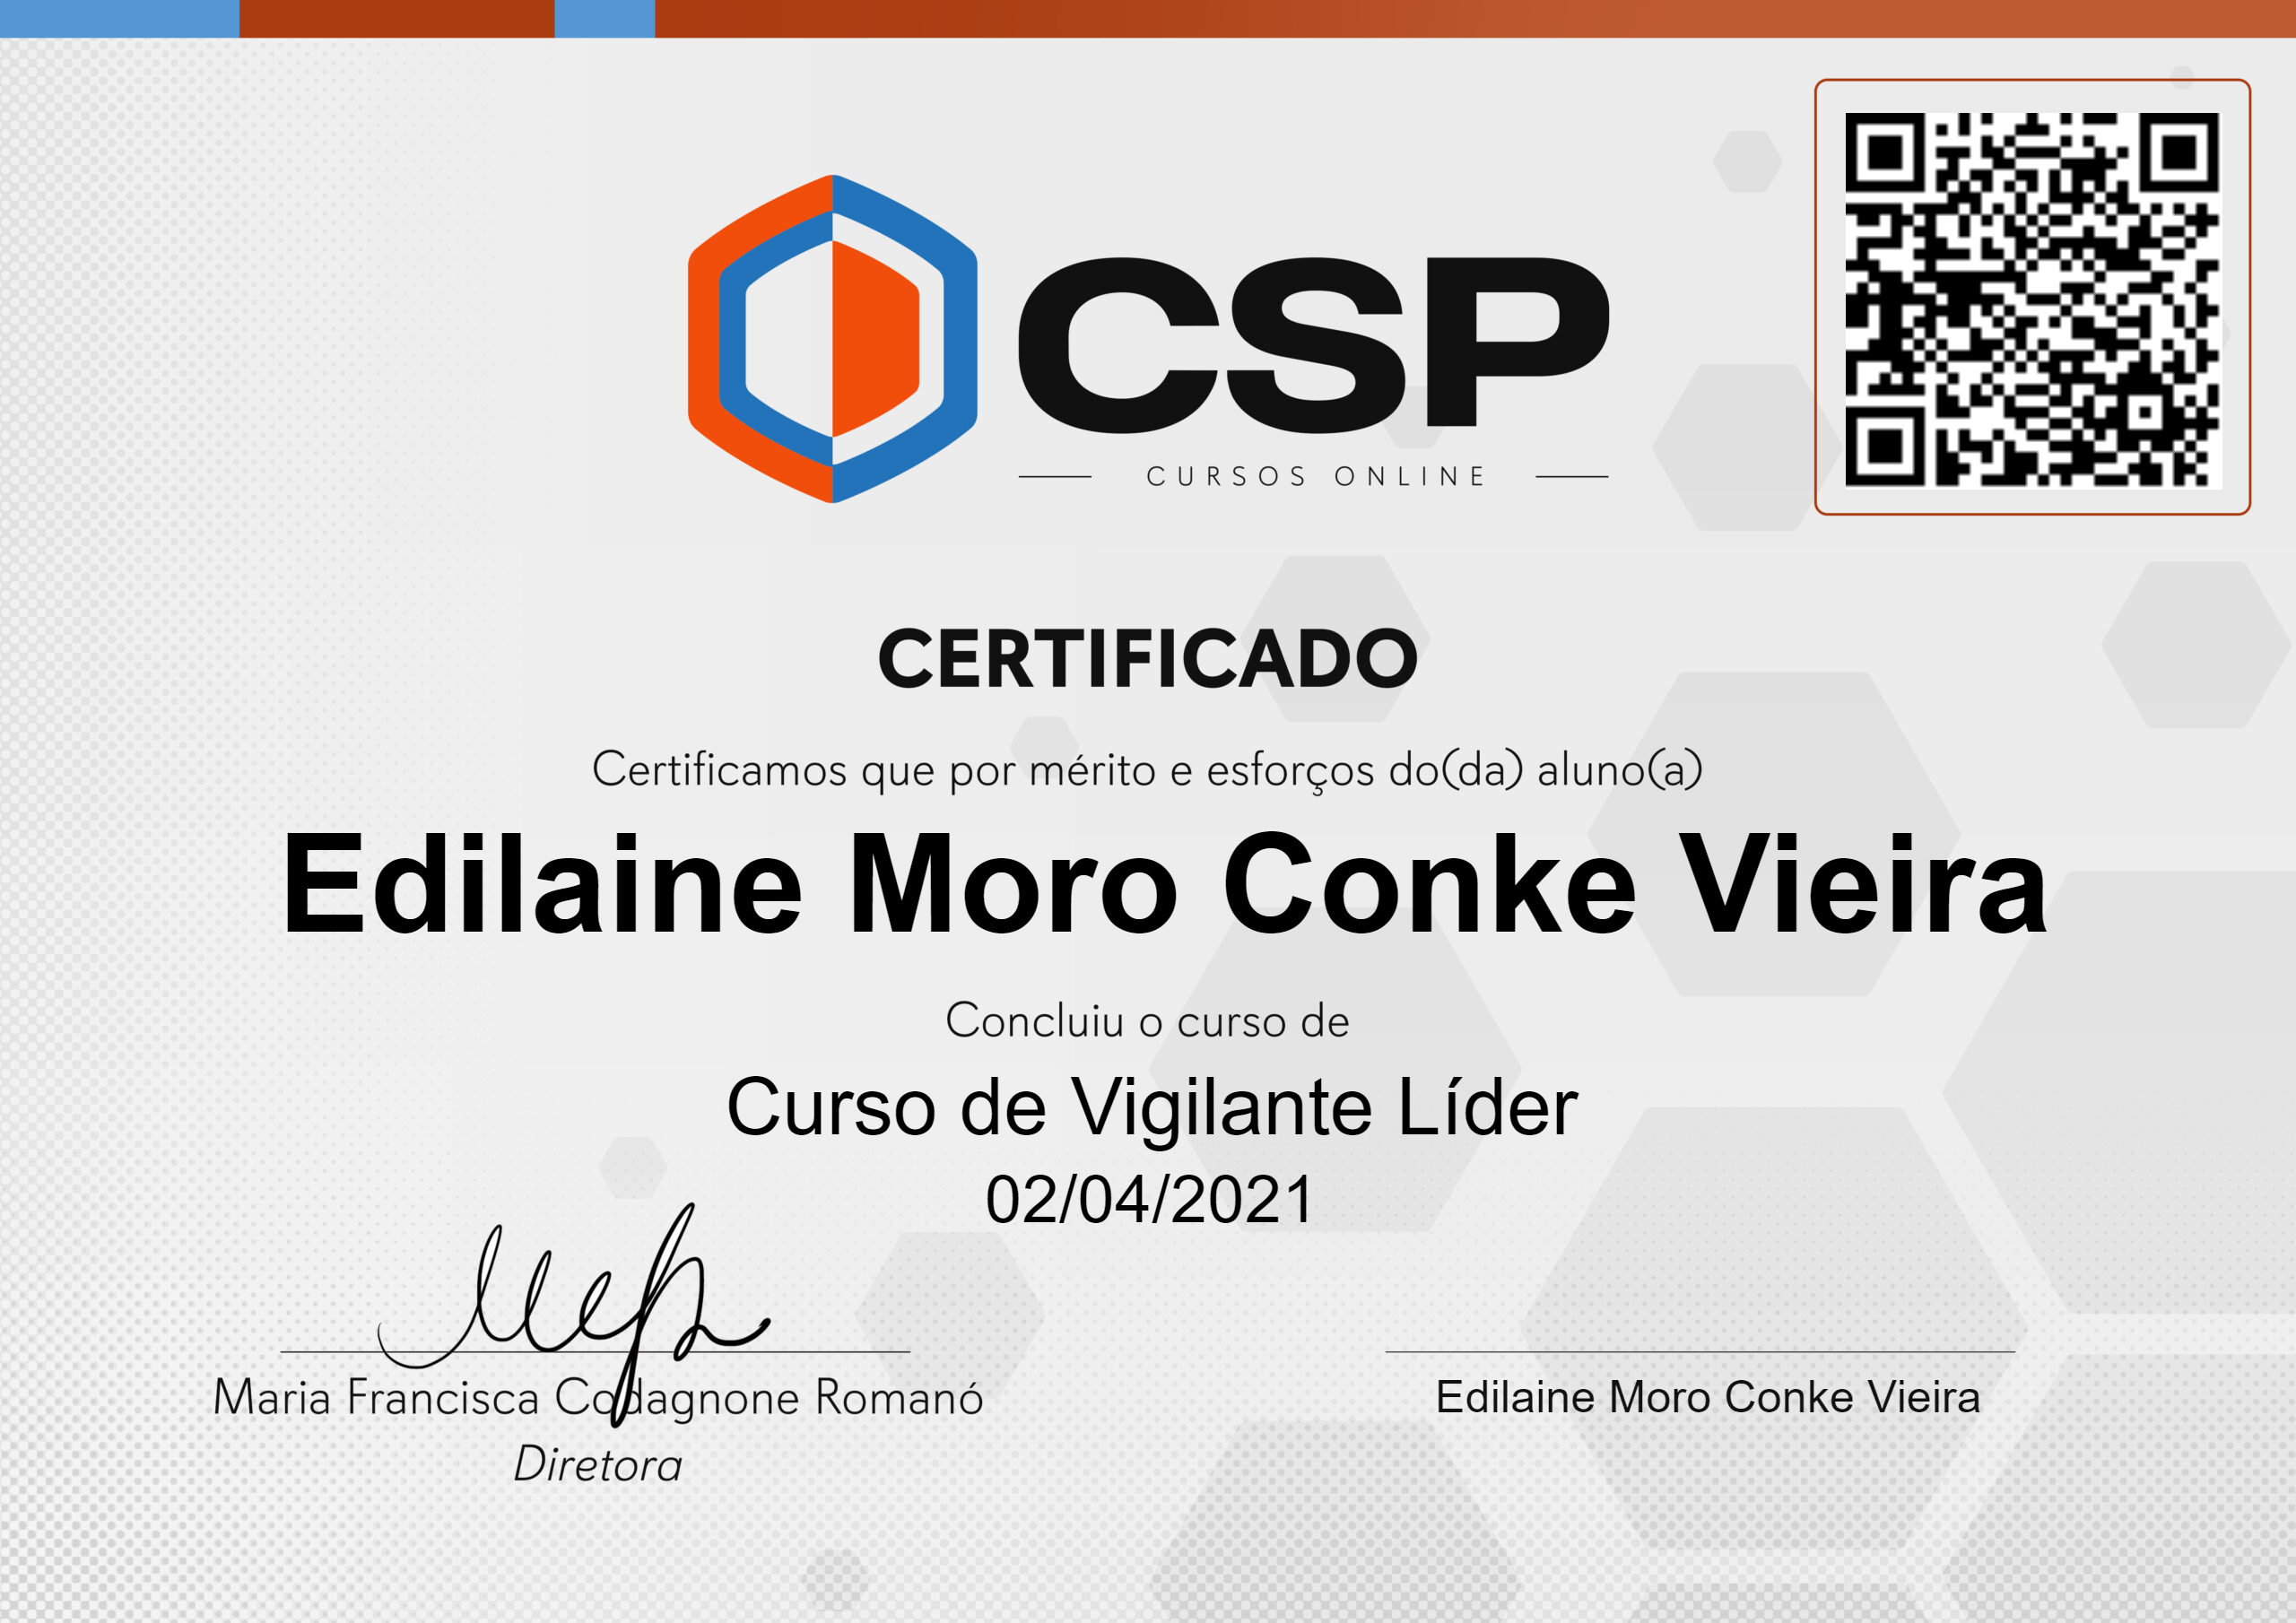 CSP
CURSOS ONLINE
CERTIFICADO
Certificamos que por mérito e esforços do(da) aluno(a)
Edilaine Moro Conke Vieira
Concluiu o curso de
Curso de Vigilante Líder
02/04/2021
Maria Francisca Codagnone Romanó
Diretora
Edilaine Moro Conke Vieira